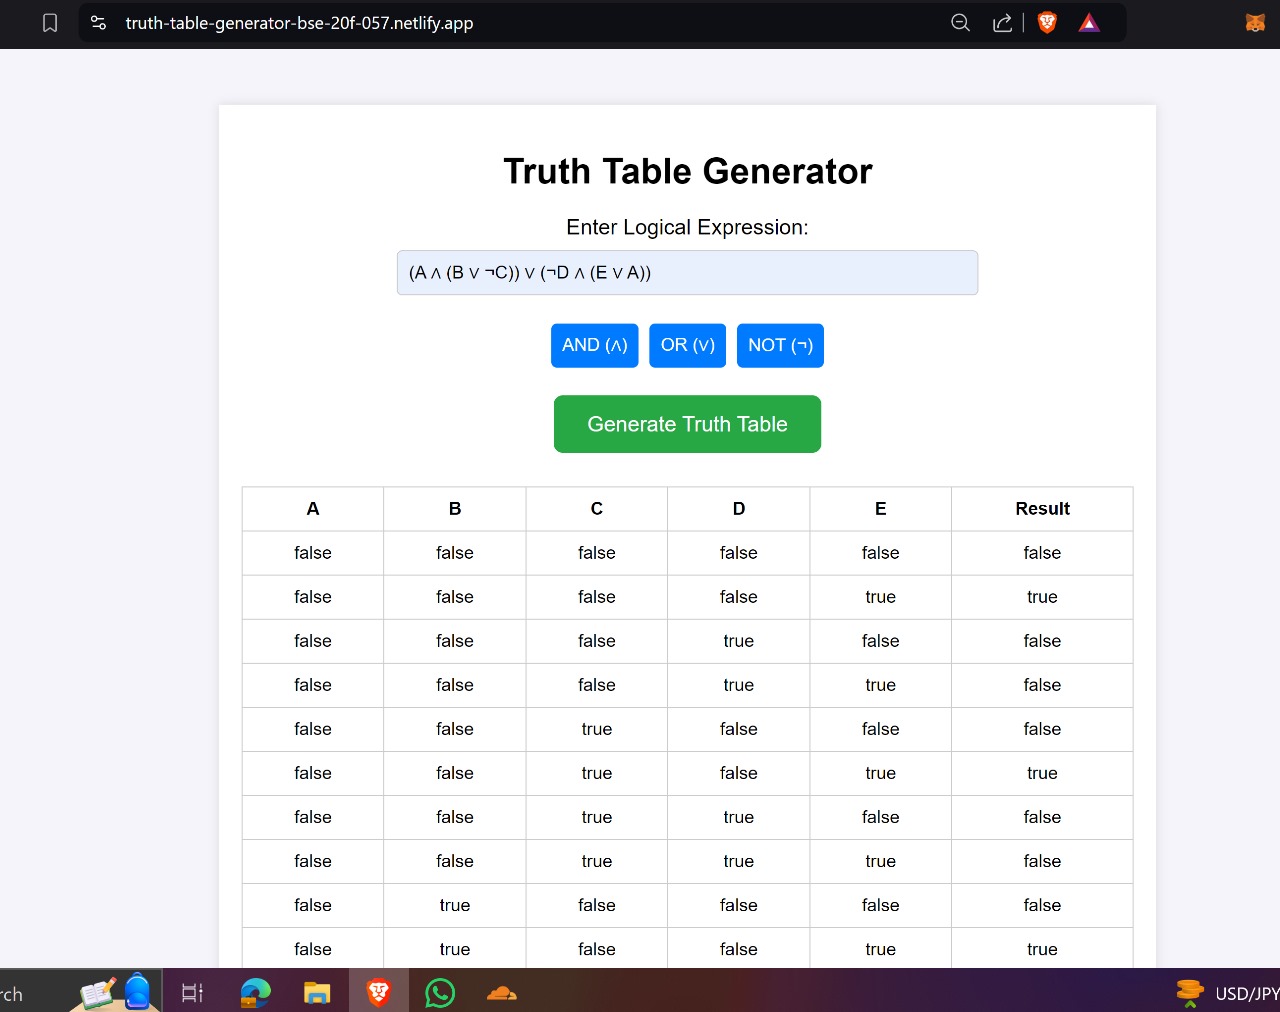 truth-table-generator-bse-20f-057.netlify.app
Truth Table Generator
Enter Logical Expression:
(A ∧ (B ∨ ¬C)) ∨ (¬D ∧ (E ∨ A))
AND (∧) OR (∨) NOT (¬)
Generate Truth Table
A B C D E Result
false false false false false false
false false false false true true
false false false true false false
false false false true true false
false false true false false false
false false true false true true
false false true true false false
false false true true true false
false true false false false false
false true false false true true
rch USD/JPY